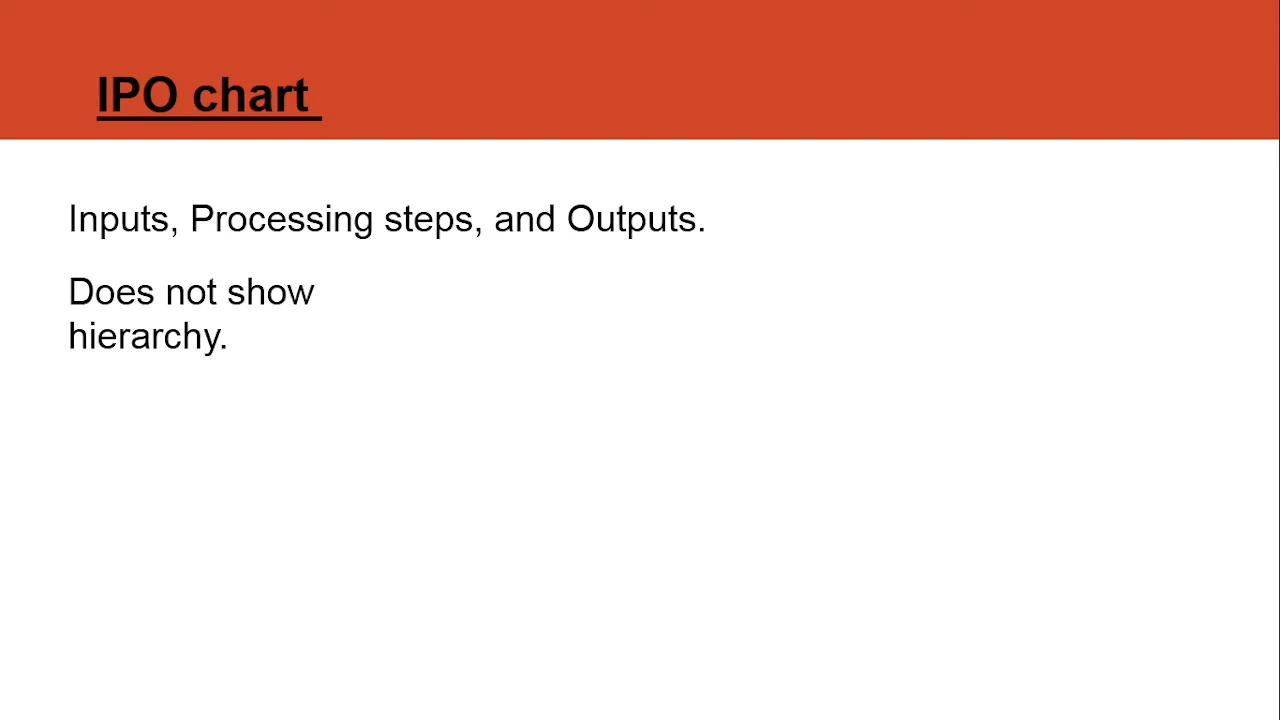 IPO chart
Inputs, Processing steps, and Outputs.
Does not show
hierarchy.